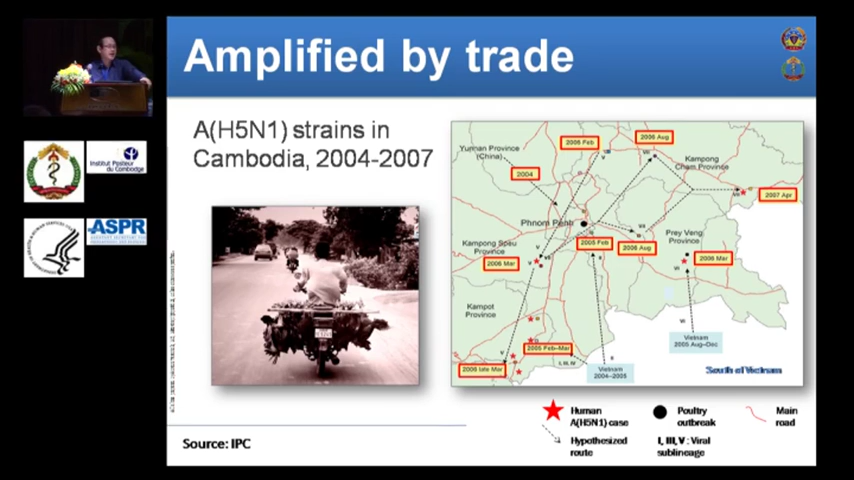 Amplified by trade
A(H5N1) strains in
Cambodia, 2004-2007
Institut Pasteur
du Cambodge
ASPR
Yunnan Province
(China)
2006 Feb
2006 Aug
Kampong
Cham Province
2004
2007 Apr
Phnom Penh
Prey Veng
Province
2005 Feb
2006 Aug
Kampong Speu
Province
2006 Mar
2006 Mar
Kampot
Province
2005 Feb–Mar
Vietnam
2005 Aug–Dec
2006 late Mar
I, III, IV
Vietnam
2004–2005
South of Vietnam
Human
A(H5N1) case
Poultry
outbreak
Main
road
Hypothesized
route
I, III, V : Viral
sublineage
Source: IPC